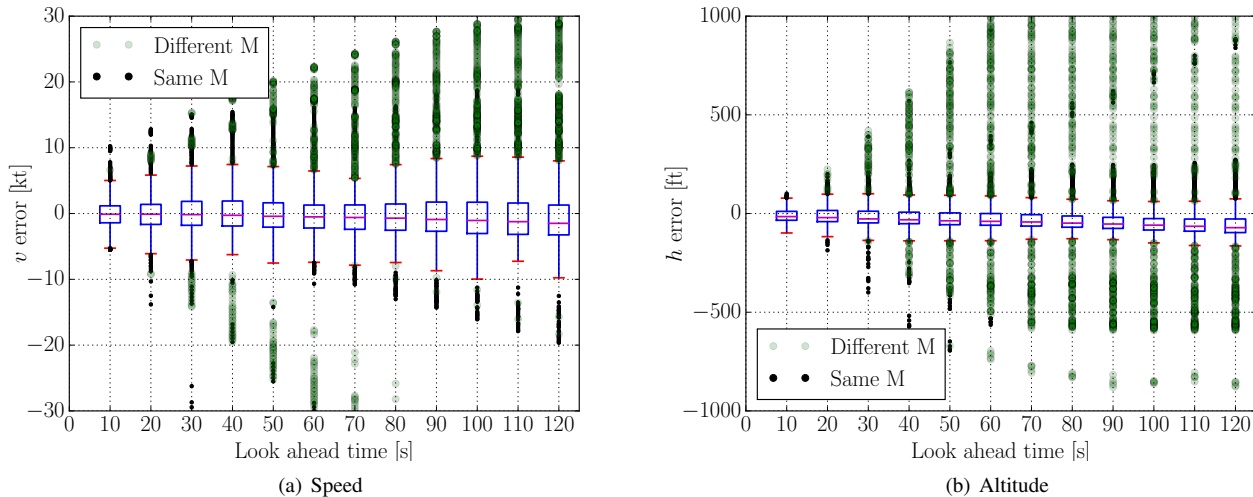 30
20
10
0
−10
−20
−30
v error [kt]
Different M
Same M
0 10 20 30 40 50 60 70 80 90 100 110 120
Look ahead time [s]
(a) Speed
1000
500
0
−500
−1000
h error [ft]
Different M
Same M
0 10 20 30 40 50 60 70 80 90 100 110 120
Look ahead time [s]
(b) Altitude